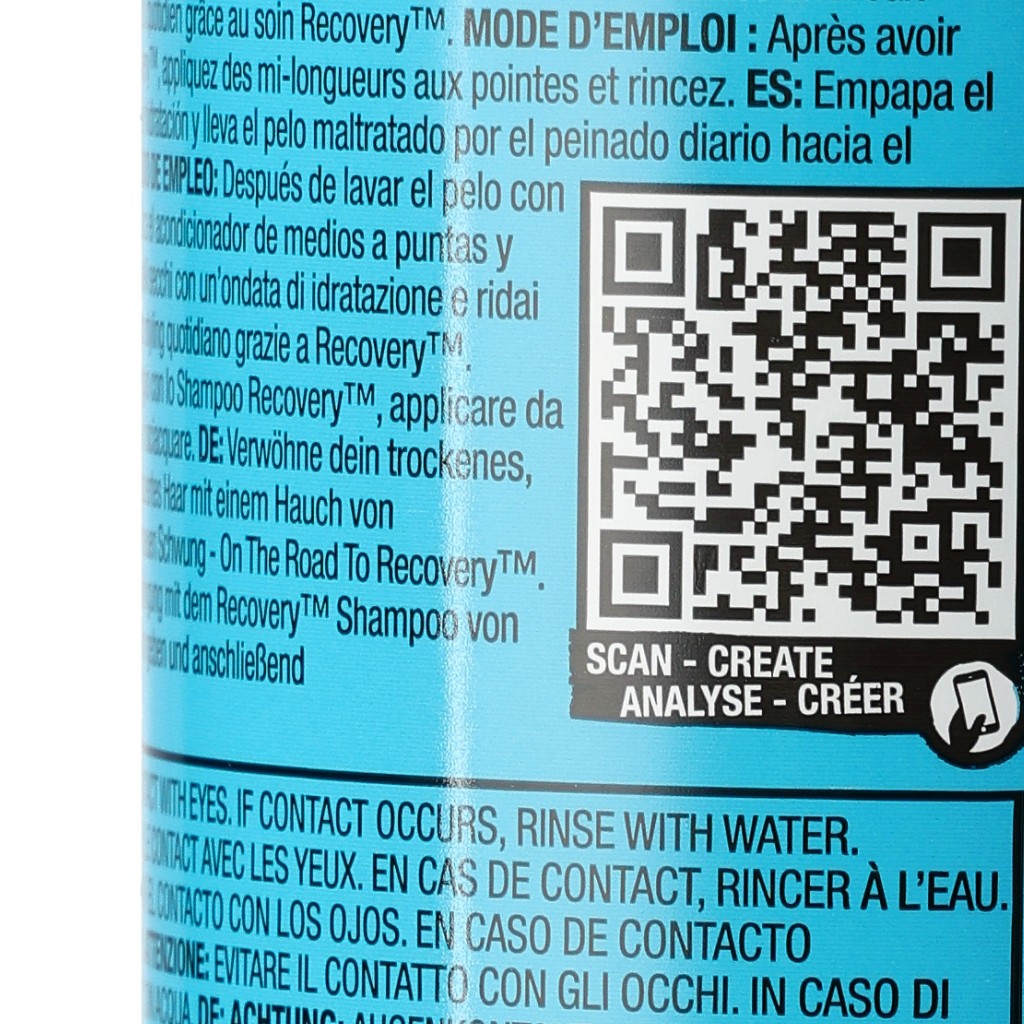 grâce au soin Recovery™. MODE D'EMPLOI : Après avoir
appliquez des mi-longueurs aux pointes et rincez. ES: Empapa el
y lleva el pelo maltratado por el peinado diario hacia el
EMPLEO: Después de lavar el pelo con
acondicionador de medios a puntas y
con un'ondata di idratazione e ridai
quotidiano grazie a Recovery™.
lo Shampoo Recovery™, applicare da
DE: Verwöhne dein trockenes,
Haar mit einem Hauch von
Schwung - On The Road To Recovery™.
mit dem Recovery™ Shampoo von
und anschließend
SCAN - CREATE
ANALYSE - CRÉER
WITH EYES. IF CONTACT OCCURS, RINSE WITH WATER.
CONTACT AVEC LES YEUX. EN CAS DE CONTACT, RINCER À L'EAU.
CONTACTO CON LOS OJOS. EN CASO DE CONTACTO
EVITARE IL CONTATTO CON GLI OCCHI. IN CASO DI
DE: ACHTUNG: